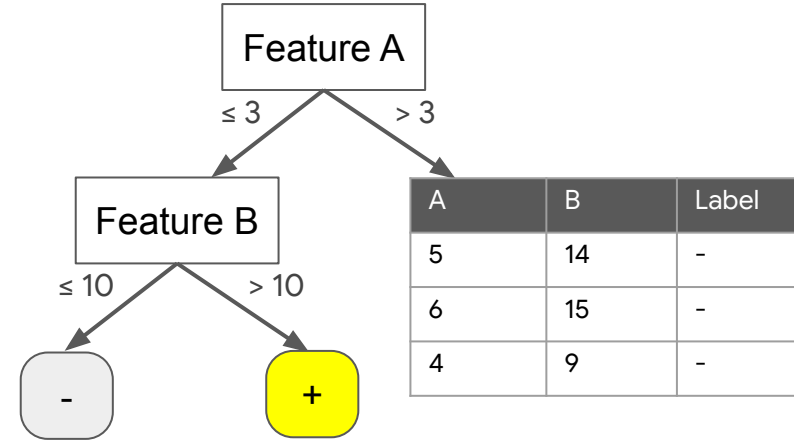 Feature A
≤ 3
> 3
Feature B
≤ 10
> 10
-
+
A B Label
5 14 -
6 15 -
4 9 -